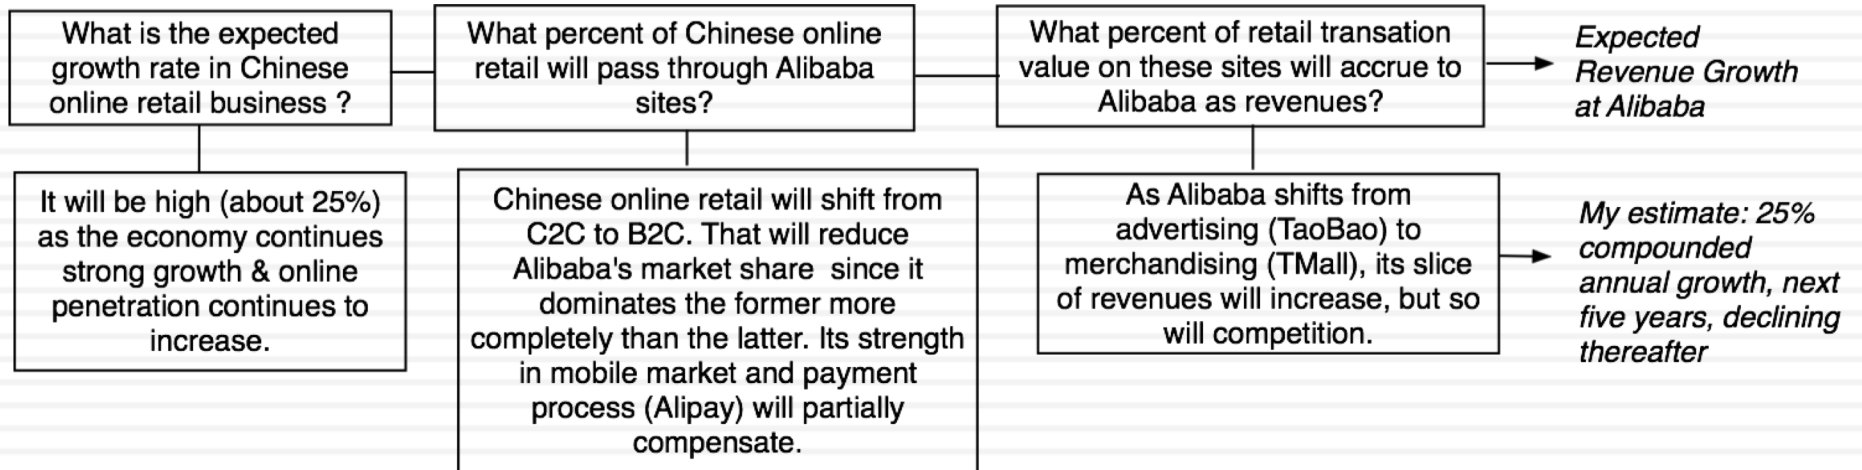 What is the expected
growth rate in Chinese
online retail business ?
What percent of Chinese online
retail will pass through Alibaba
sites?
What percent of retail transation
value on these sites will accrue to
Alibaba as revenues?
Expected
Revenue Growth
at Alibaba
It will be high (about 25%)
as the economy continues
strong growth & online
penetration continues to
increase.
Chinese online retail will shift from
C2C to B2C. That will reduce
Alibaba's market share since it
dominates the former more
completely than the latter. Its strength
in mobile market and payment
process (Alipay) will partially
compensate.
As Alibaba shifts from
advertising (TaoBao) to
merchandising (TMall), its slice
of revenues will increase, but so
will competition.
My estimate: 25%
compounded
annual growth, next
five years, declining
thereafter